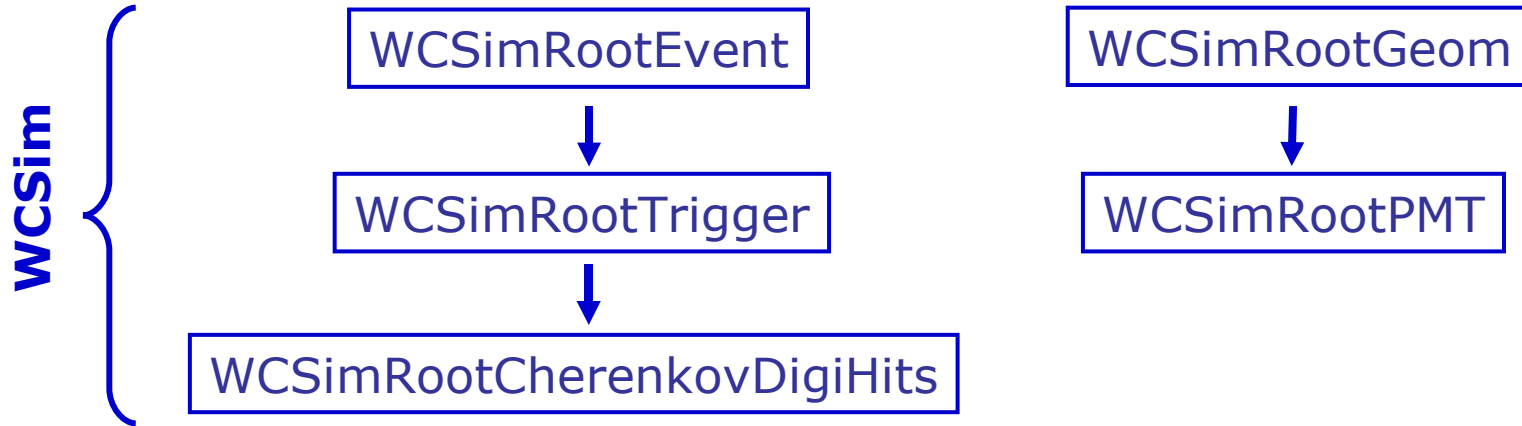 WCSim
WCSimRootEvent
WCSimRootGeom
WCSimRootTrigger
WCSimRootPMT
WCSimRootCherenkovDigiHits